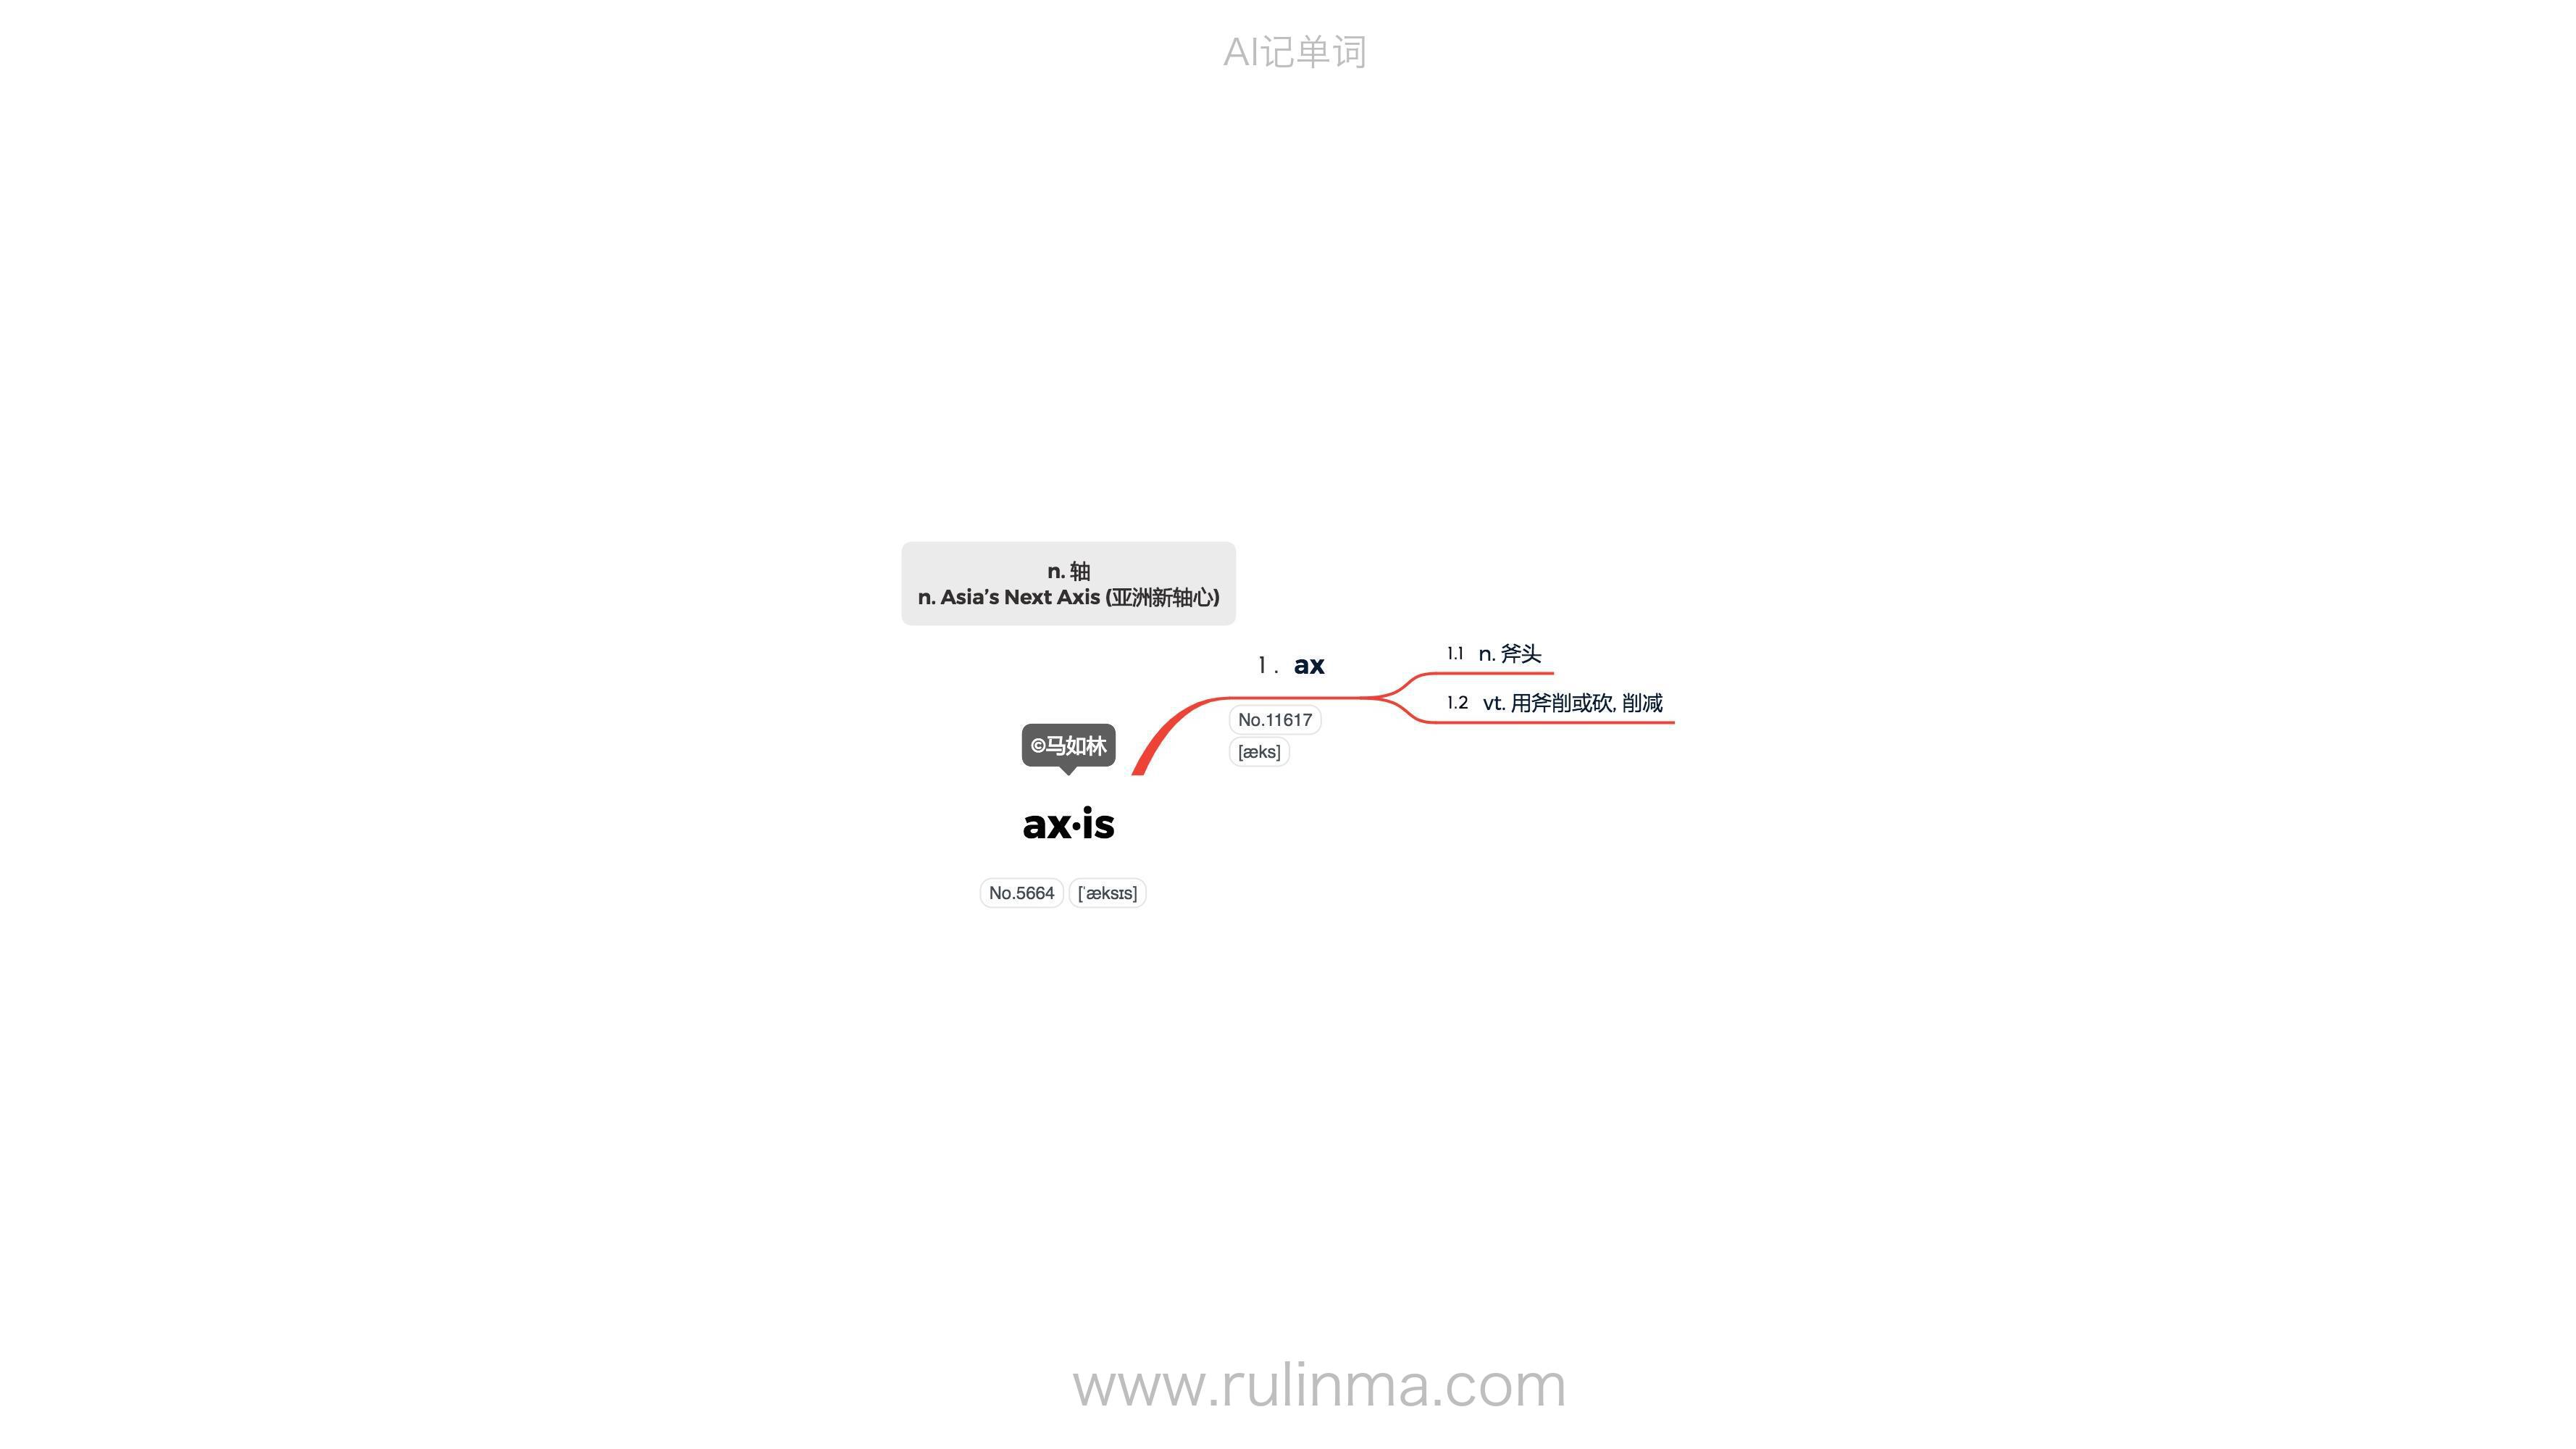 AI记单词
n. 轴
n. Asia’s Next Axis (亚洲新轴心)
1. ax
No.11617
[æks]
1.1 n. 斧头
1.2 vt. 用斧削或砍, 削减
©马如林
ax·is
No.5664 [ˈæksɪs]
www.rulinma.com